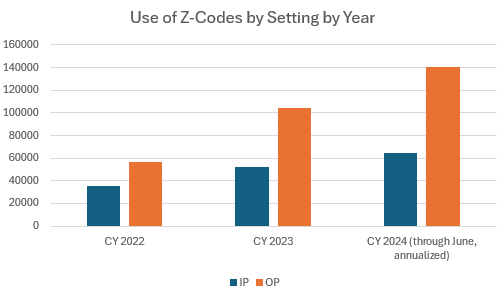 Use of Z-Codes by Setting by Year
160000
140000
120000
100000
80000
60000
40000
20000
0
CY 2022
CY 2023
CY 2024 (through June,
annualized)
IP
OP